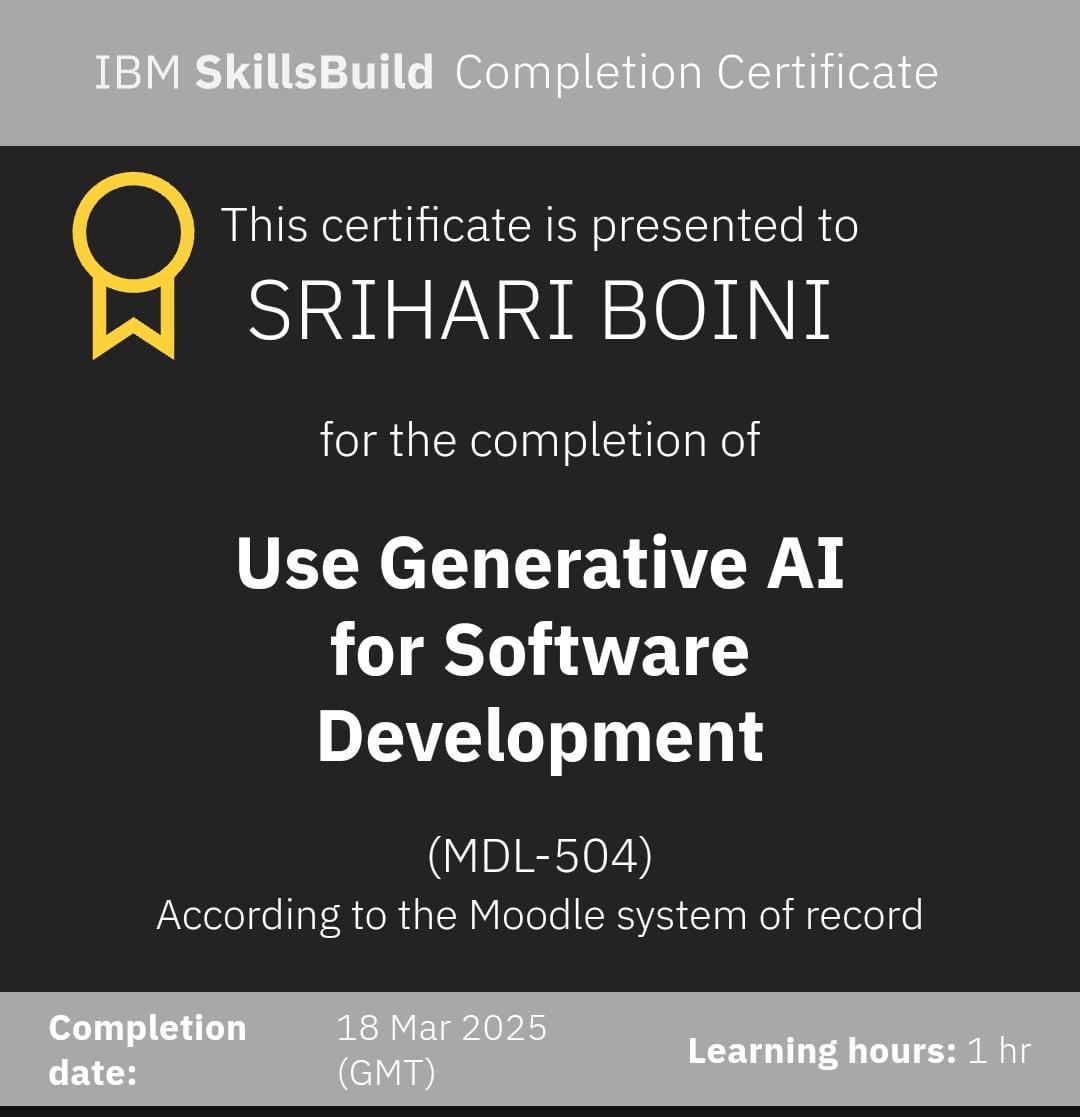 IBM SkillsBuild Completion Certificate
This certificate is presented to
SRIHARI BOINI
for the completion of
Use Generative AI
for Software
Development
(MDL-504)
According to the Moodle system of record
Completion
date:
18 Mar 2025
(GMT)
Learning hours: 1 hr